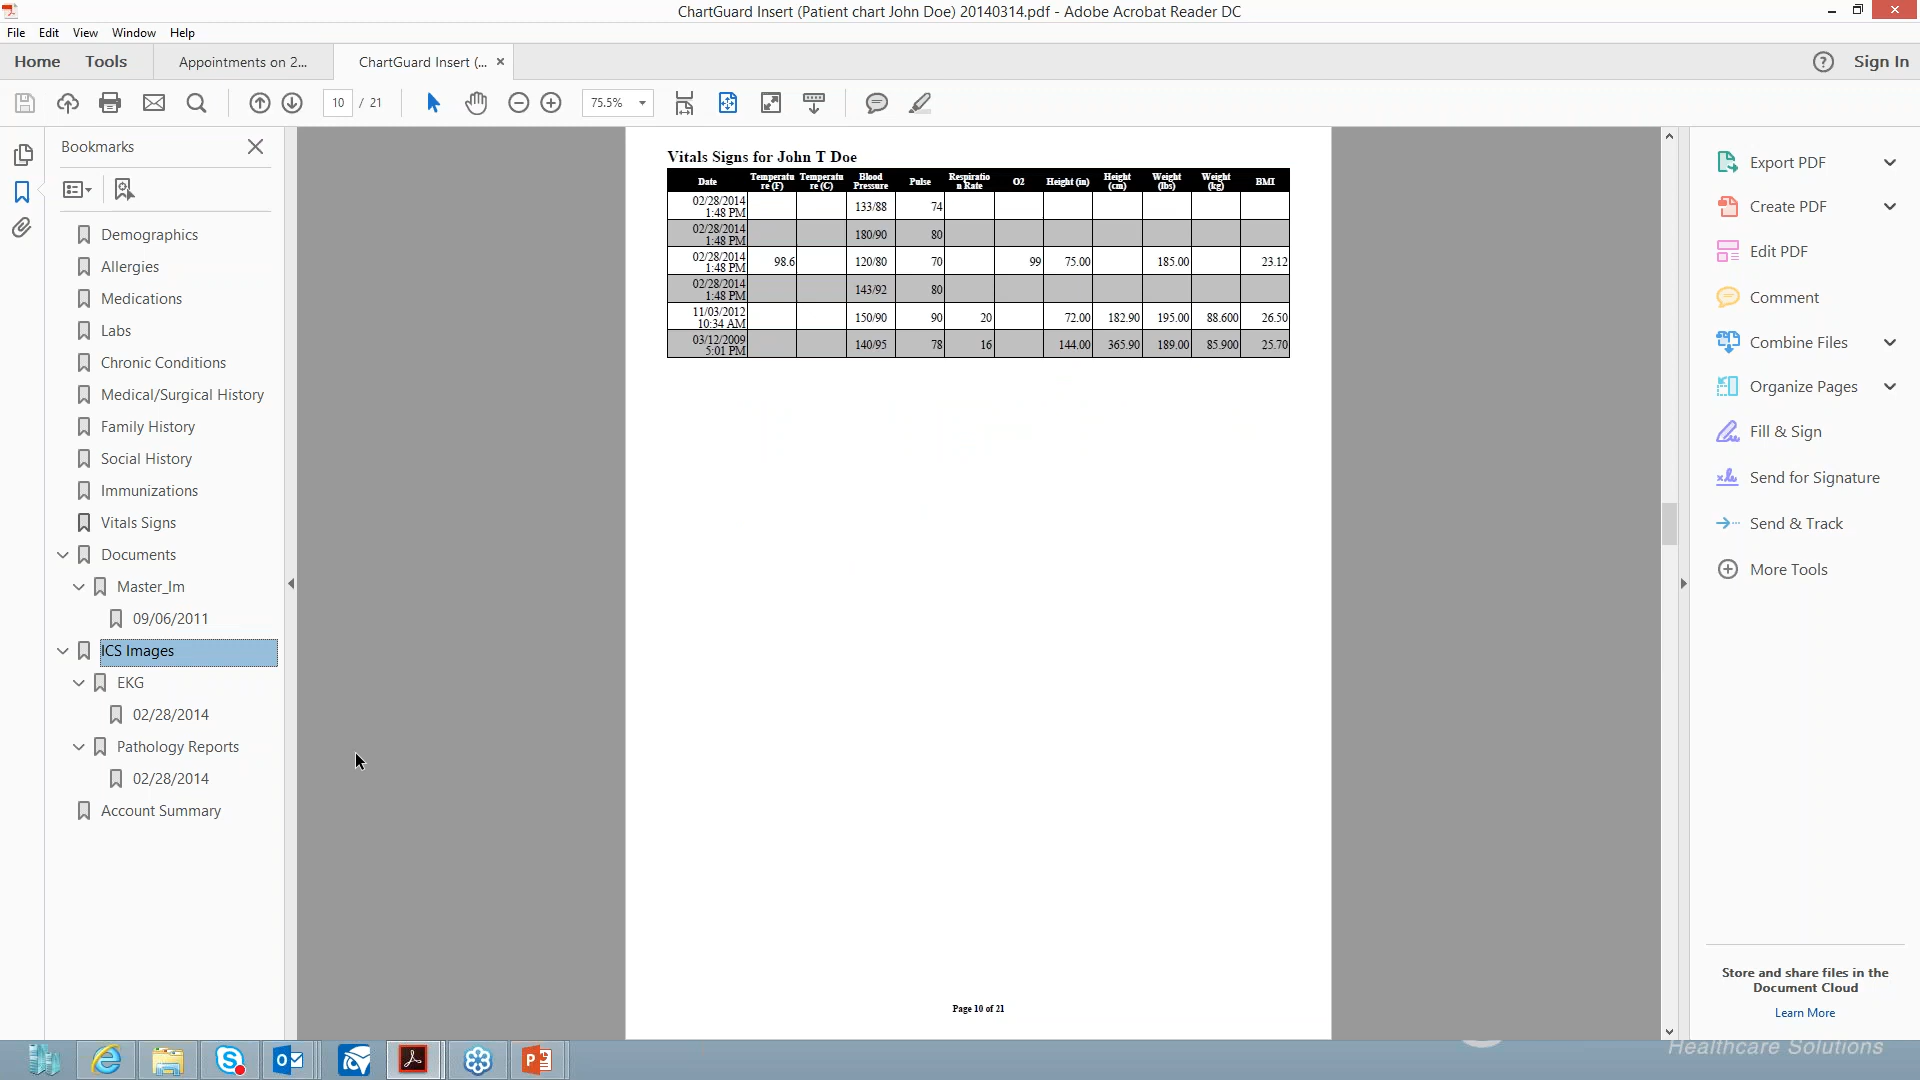 ChartGuard Insert (Patient chart John Doe) 20140314.pdf - Adobe Acrobat Reader DC
File Edit View Window Help
Home Tools Appointments on 2... ChartGuard Insert (... Sign In
10 / 21 75.5%
Bookmarks
Demographics
Allergies
Medications
Labs
Chronic Conditions
Medical/Surgical History
Family History
Social History
Immunizations
Vitals Signs
Documents
Master_Im
09/06/2011
ICS Images
EKG
02/28/2014
Pathology Reports
02/28/2014
Account Summary
Vitals Signs for John T Doe
Date Temperatu re (F) Temperatu re (C) Blood Pressure Pulse Respiratio n Rate O2 Height (in) Height (cm) Weight (lbs) Weight (kg) BMI
02/28/2014 1:48 PM 133/88 74
02/28/2014 1:48 PM 180/90 80
02/28/2014 1:48 PM 98.6 120/80 70 99 75.00 185.00 23.12
02/28/2014 1:48 PM 143/92 80
11/03/2012 10:34 AM 150/90 90 20 72.00 182.90 195.00 88.600 26.50
03/12/2009 5:01 PM 140/95 78 16 144.00 365.90 189.00 85.900 25.70
Page 10 of 21
Export PDF
Create PDF
Edit PDF
Comment
Combine Files
Organize Pages
Fill & Sign
Send for Signature
Send & Track
More Tools
Store and share files in the
Document Cloud
Learn More
Healthcare Solutions